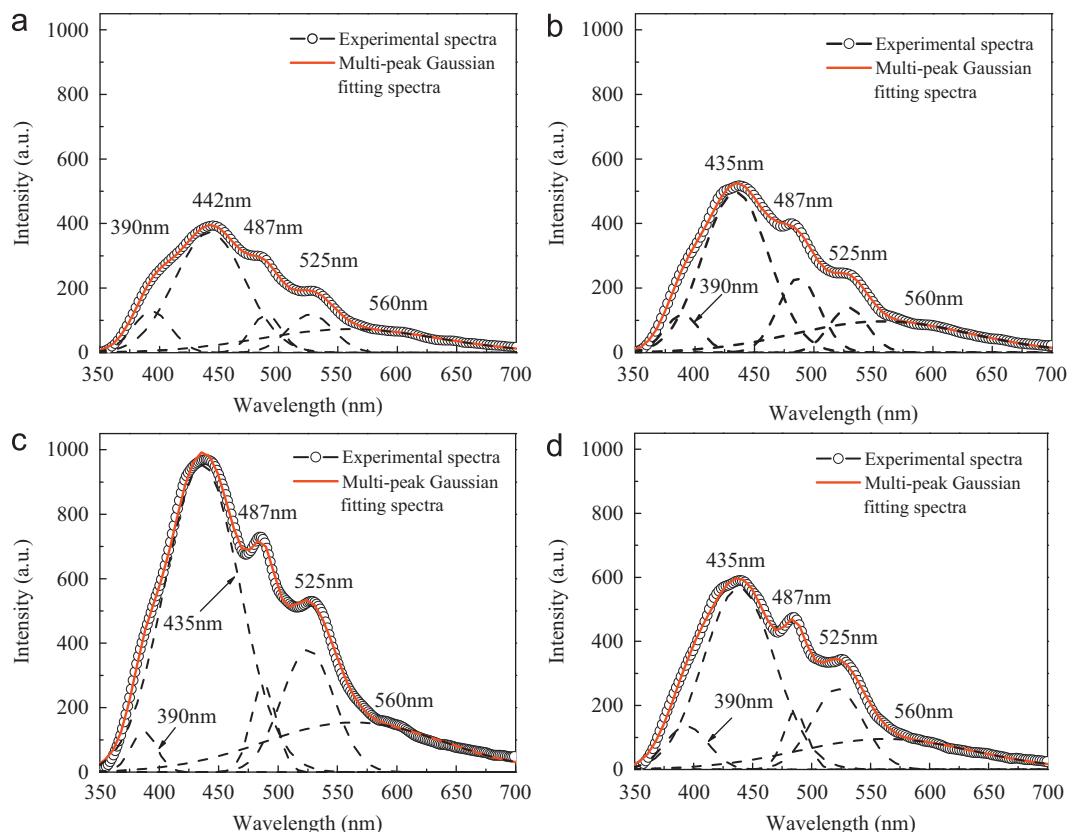 a
1000
800
600
400
200
0
Intensity (a.u.)
Experimental spectra
Multi-peak Gaussian
fitting spectra
442nm
390nm
487nm
525nm
560nm
350 400 450 500 550 600 650 700
Wavelength (nm)
b
1000
800
600
400
200
0
Intensity (a.u.)
Experimental spectra
Multi-peak Gaussian
fitting spectra
435nm
487nm
525nm
390nm
560nm
350 400 450 500 550 600 650 700
Wavelength (nm)
c
1000
800
600
400
200
0
Intensity (a.u.)
Experimental spectra
Multi-peak Gaussian
fitting spectra
487nm
525nm
435nm
390nm
560nm
350 400 450 500 550 600 650 700
Wavelength (nm)
d
1000
800
600
400
200
0
Intensity (a.u.)
Experimental spectra
Multi-peak Gaussian
fitting spectra
435nm
487nm
525nm
390nm
560nm
350 400 450 500 550 600 650 700
Wavelength (nm)